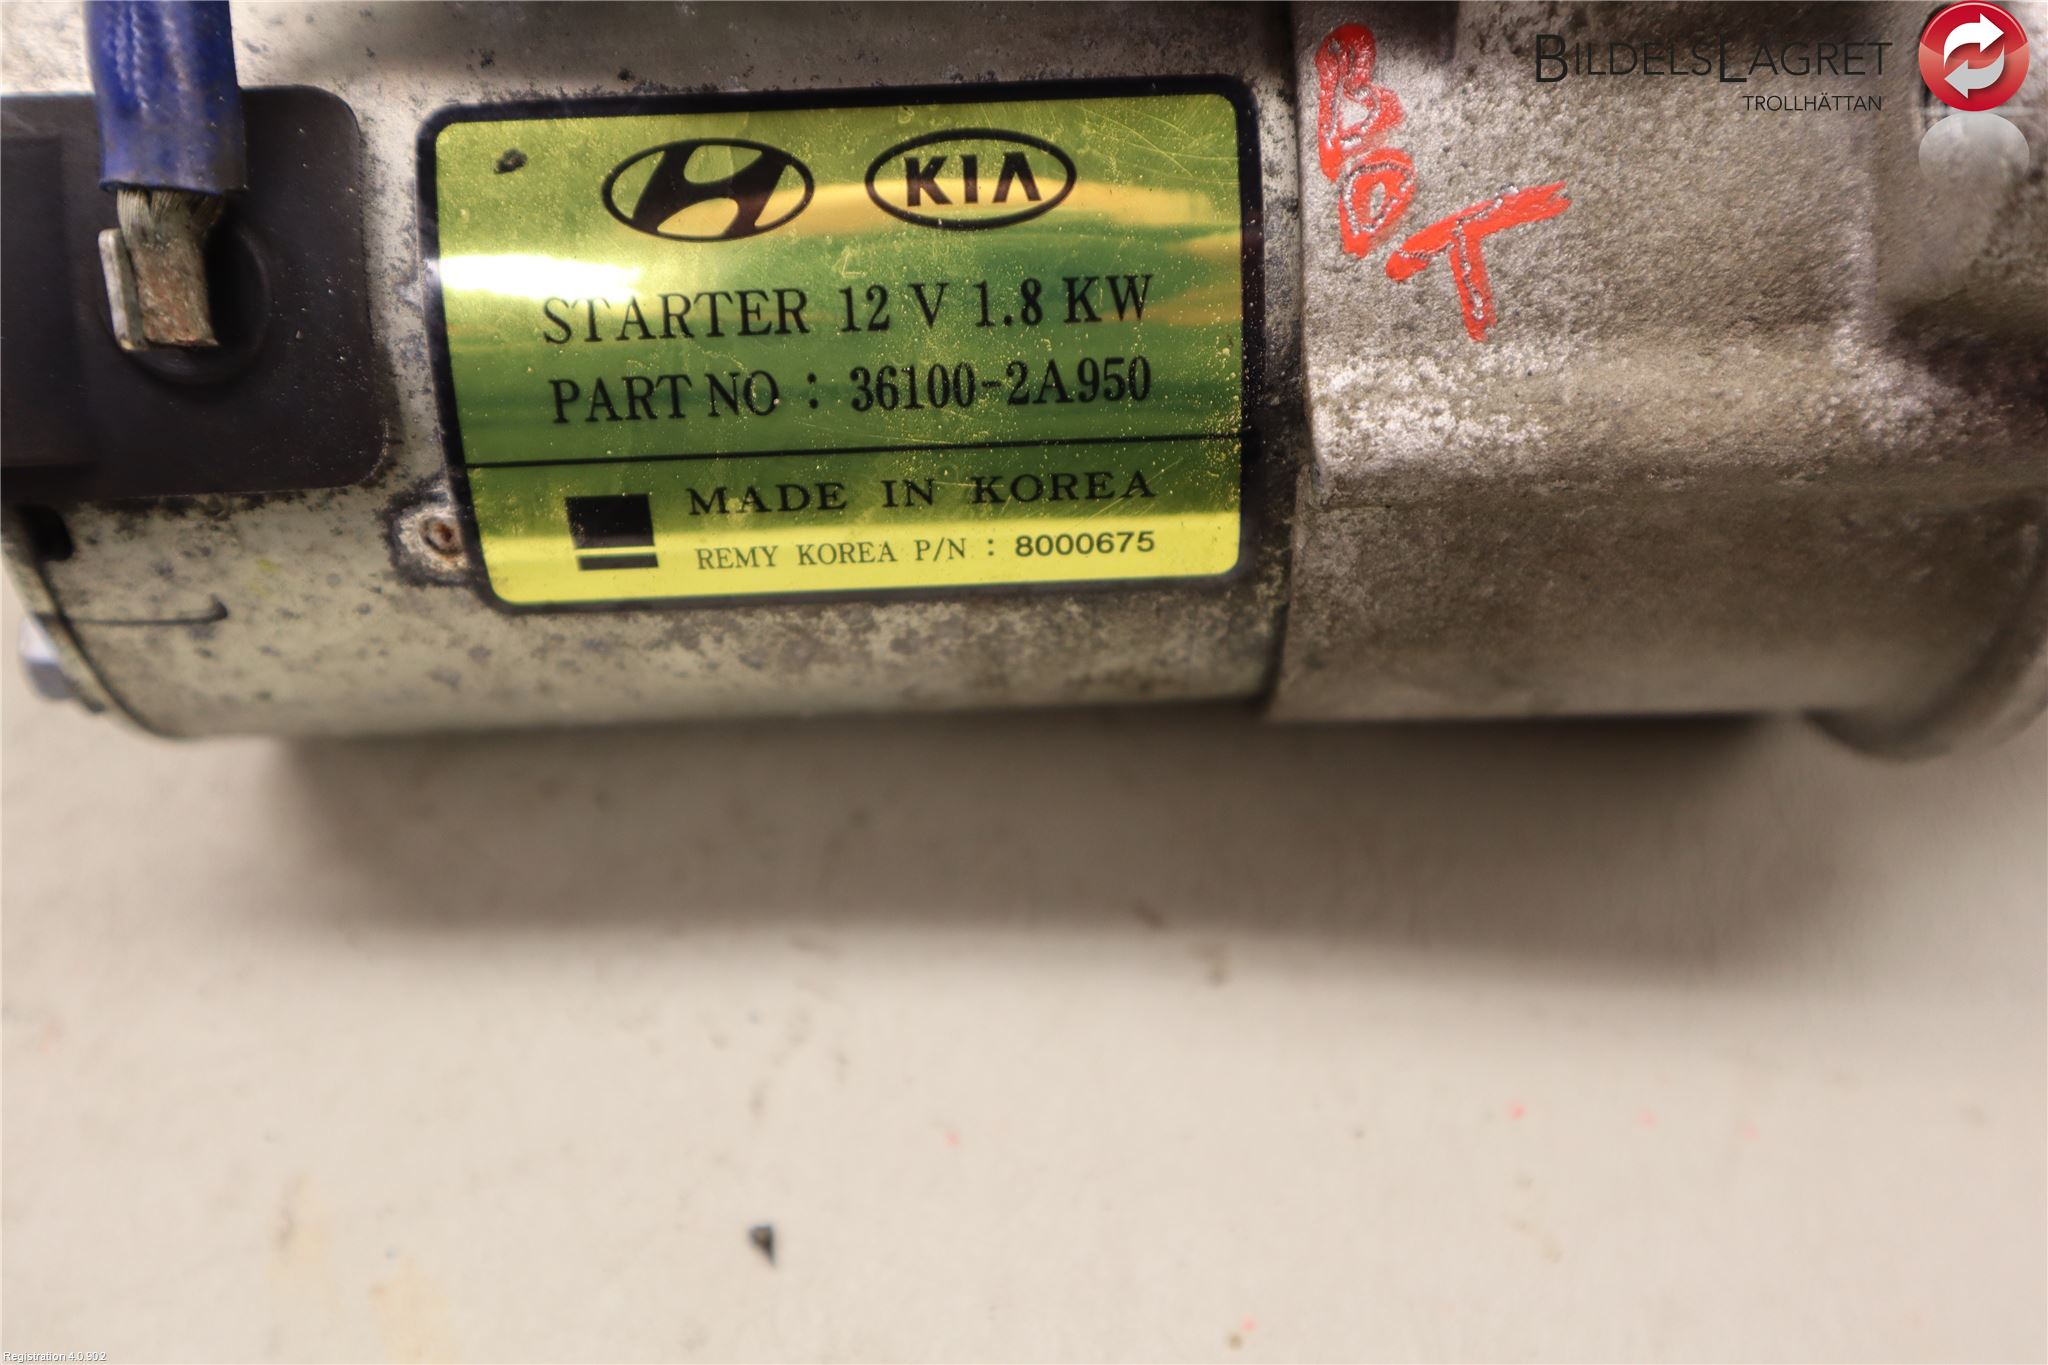 BILDELSLAGRET
TROLLHÄTTAN
KIA
STARTER 12 V 1.8 KW
PART NO : 36100-2A950
MADE IN KOREA
REMY KOREA P/N : 8000675
BOT
Registration 4.0.902